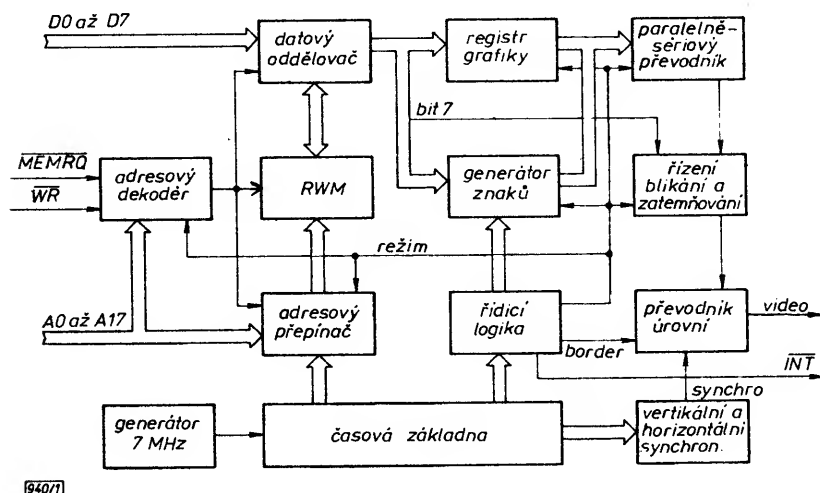 D0 až D7
datový
oddělovač
registr
grafiky
paralelně-
sériový
převodník
bit 7
MEMRQ
WR
adresový
dekodér
RWM
generátor
znaků
řízení
blikání a
zatemňování
režim
A0 až A17
adresový
přepínač
řídicí
logika
převodník
úrovní
video
border
INT
synchro
generátor
7 MHz
časová základna
vertikální a
horizontální
synchron.
940/1